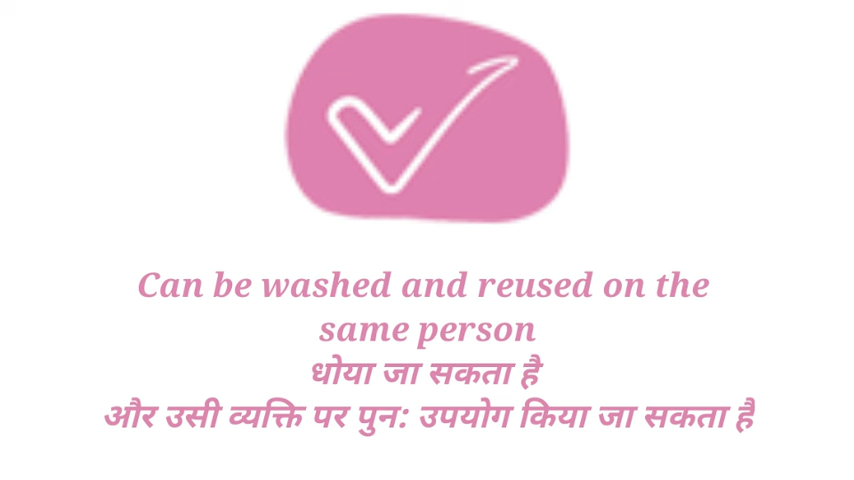 Can be washed and reused on the
same person
धोया जा सकता है
और उसी व्यक्ति पर पुन: उपयोग किया जा सकता है